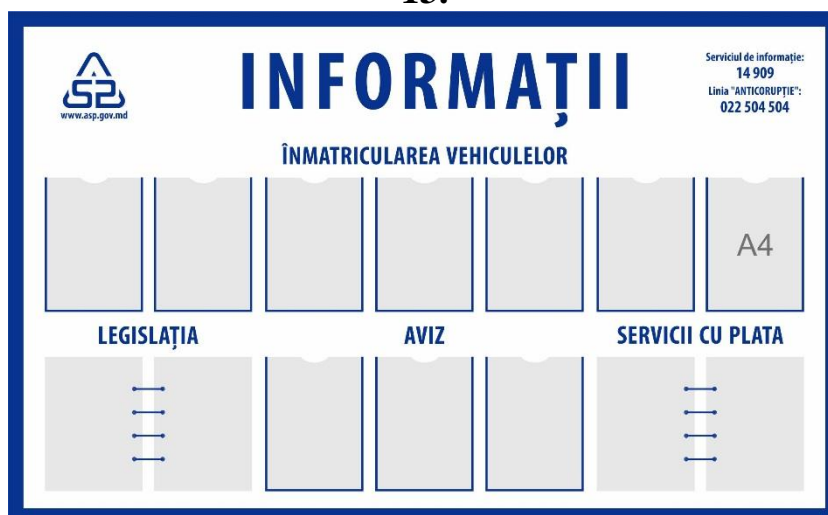 ASP
www.asp.gov.md
INFORMAȚII
Serviciul de informație:
14 909
Linia "ANTICORUPȚIE":
022 504 504
ÎNMATRICULAREA VEHICULELOR
A4
LEGISLAȚIA
AVIZ
SERVICII CU PLATA